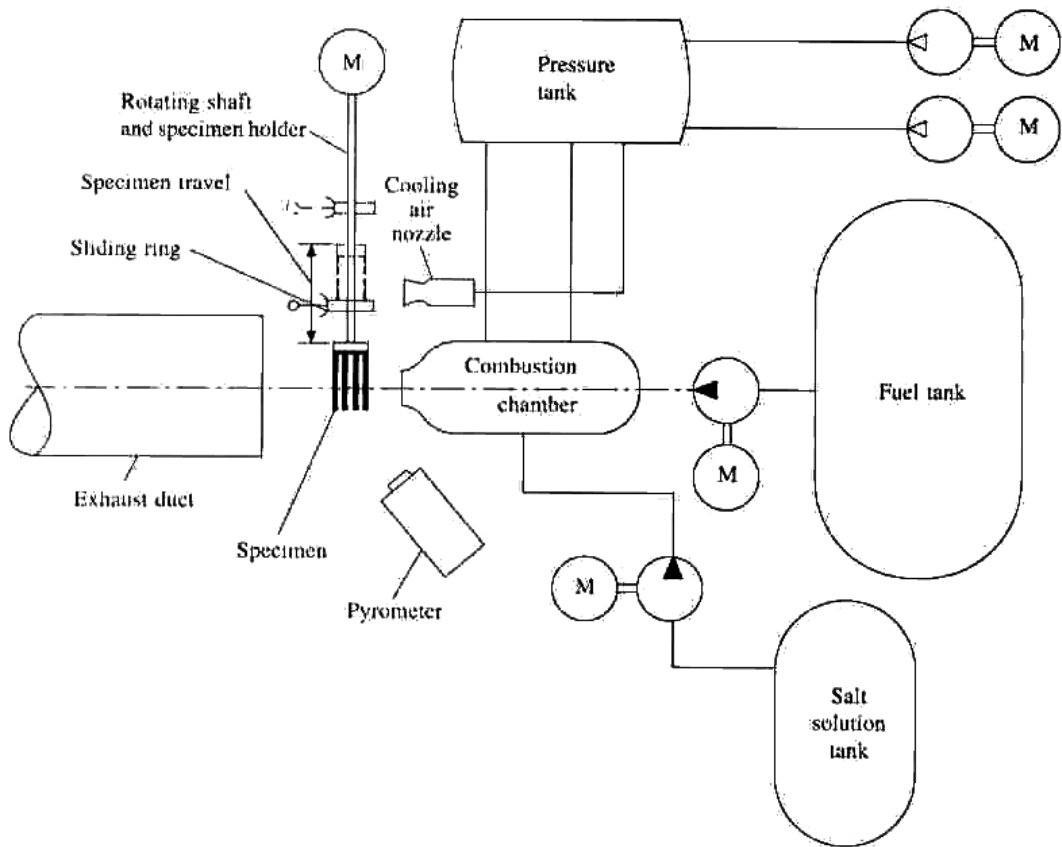 M
M
M
Pressure
tank
Rotating shaft
and specimen holder
Specimen travel
Cooling
air
nozzle
Sliding ring
Combustion
chamber
Fuel tank
M
Exhaust duct
Specimen
M
Pyrometer
Salt
solution
tank